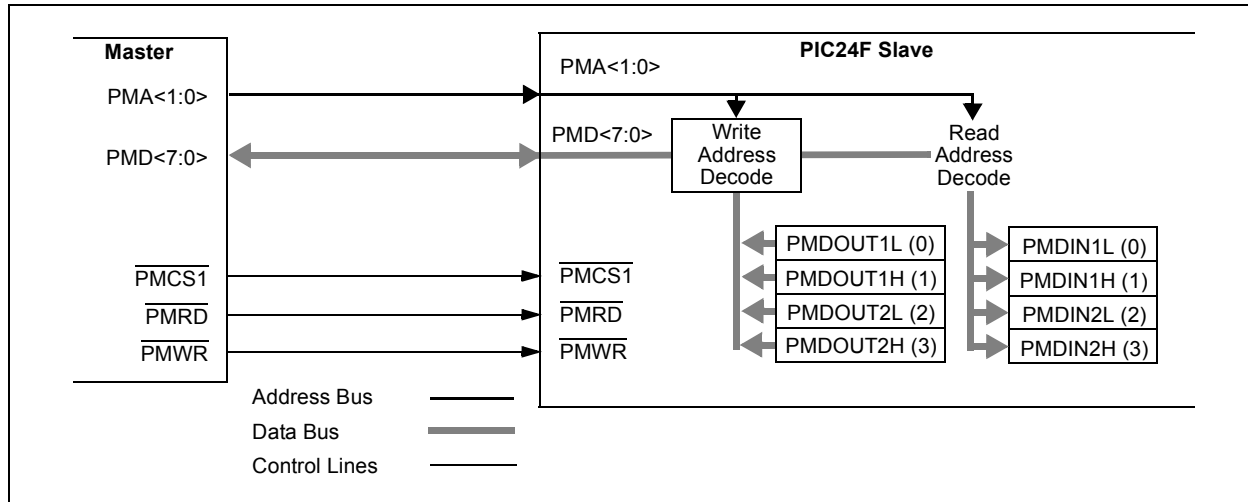 Master
PIC24F Slave
PMA<1:0>
PMA<1:0>
PMD<7:0>
PMD<7:0>
Write
Address
Decode
Read
Address
Decode
PMDOUT1L (0)
PMDOUT1H (1)
PMDOUT2L (2)
PMDOUT2H (3)
PMDIN1L (0)
PMDIN1H (1)
PMDIN2L (2)
PMDIN2H (3)
PMCS1
PMCS1
PMRD
PMRD
PMWR
PMWR
Address Bus
Data Bus
Control Lines